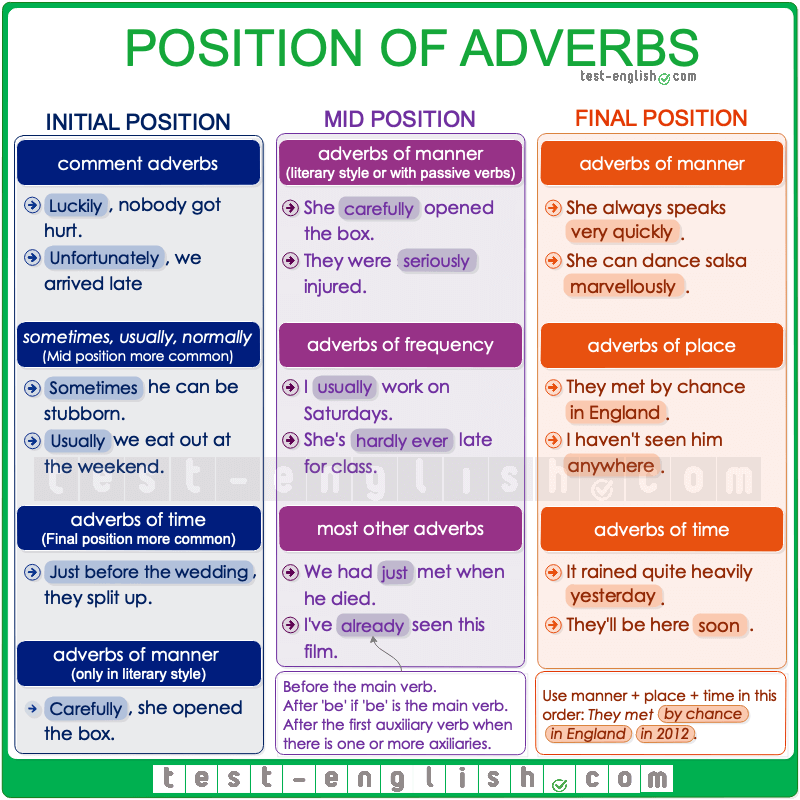 POSITION OF ADVERBS
test-english.com
INITIAL POSITION
comment adverbs
Luckily, nobody got
hurt.
Unfortunately, we
arrived late
sometimes, usually, normally
(Mid position more common)
Sometimes he can be
stubborn.
Usually we eat out at
the weekend.
adverbs of time
(Final position more common)
Just before the wedding,
they split up.
adverbs of manner
(only in literary style)
Carefully, she opened
the box.
MID POSITION
adverbs of manner
(literary style or with passive verbs)
She carefully opened
the box.
They were seriously
injured.
adverbs of frequency
I usually work on
Saturdays.
She's hardly ever late
for class.
most other adverbs
We had just met when
he died.
I've already seen this
film.
Before the main verb.
After 'be' if 'be' is the main verb.
After the first auxiliary verb when
there is one or more axiliaries.
FINAL POSITION
adverbs of manner
She always speaks
very quickly.
She can dance salsa
marvellously.
adverbs of place
They met by chance
in England.
I haven't seen him
anywhere.
adverbs of time
It rained quite heavily
yesterday.
They'll be here soon.
Use manner + place + time in this
order: They met by chance
in England in 2012.
test-english.com
test-english.com